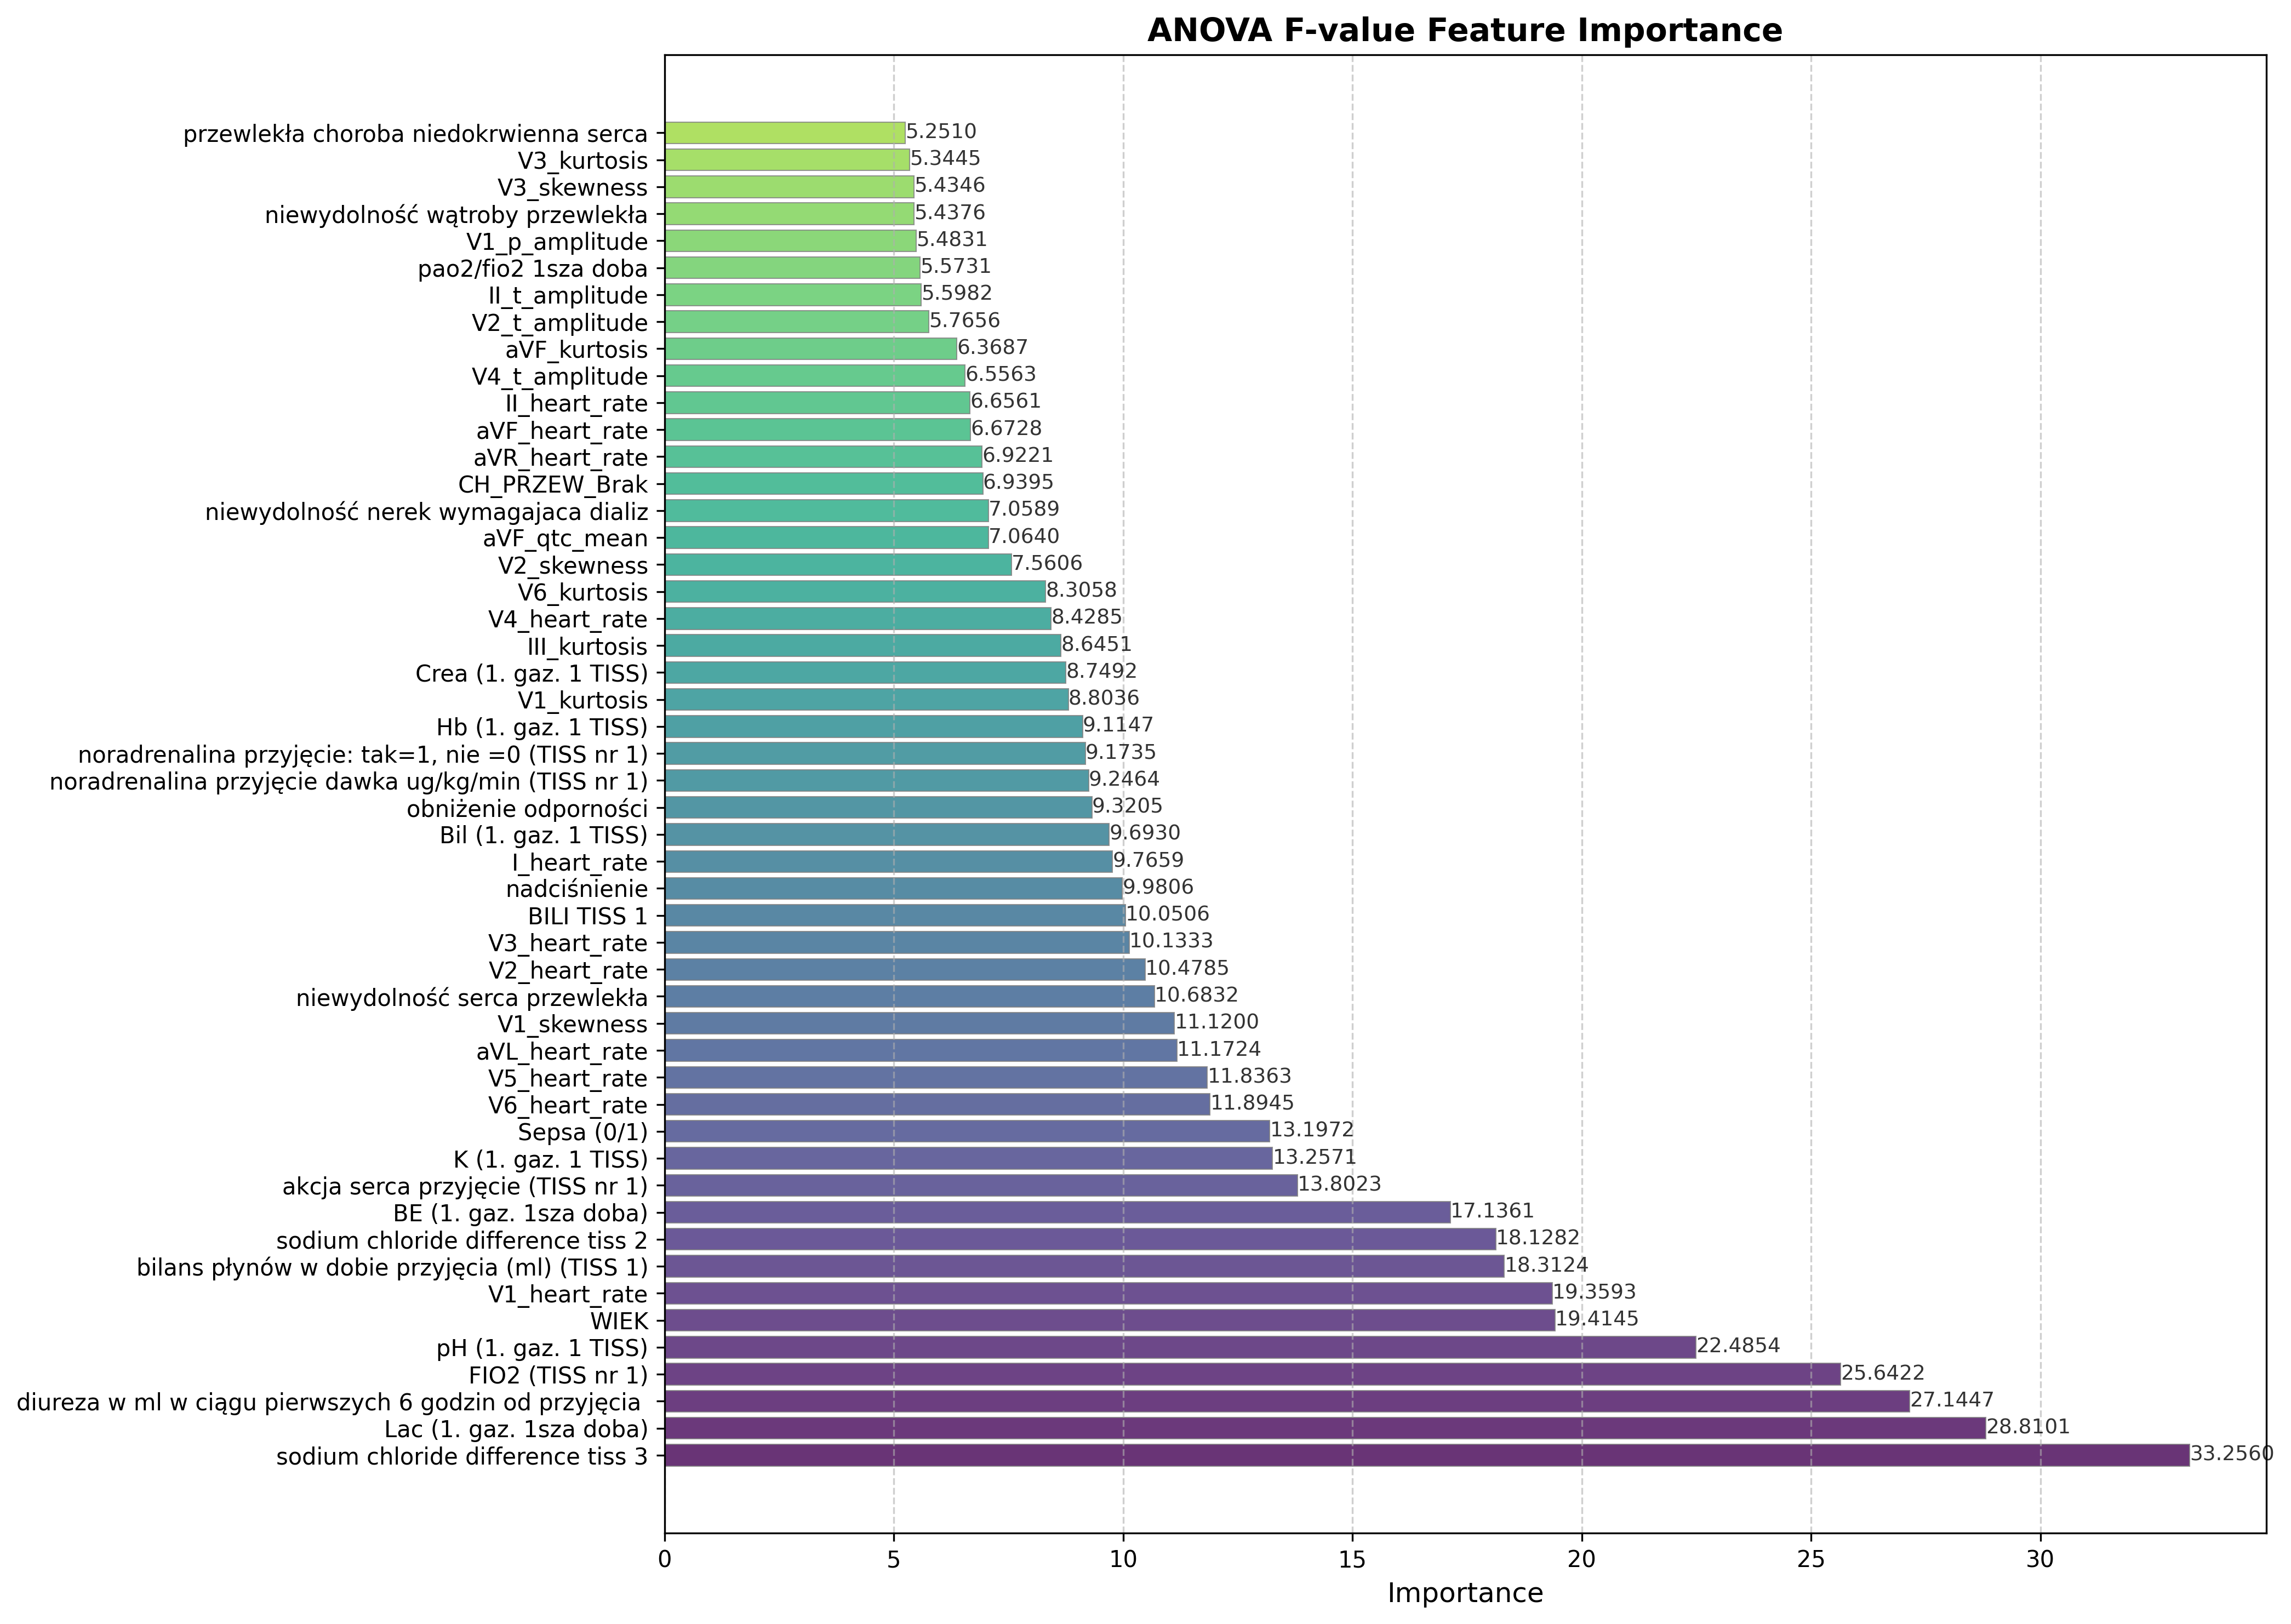 ANOVA F-value Feature Importance
przewlekła choroba niedokrwienna serca 5.2510
V3_kurtosis 5.3445
V3_skewness 5.4346
niewydolność wątroby przewlekła 5.4376
V1_p_amplitude 5.4831
pao2/fio2 1sza doba 5.5731
II_t_amplitude 5.5982
V2_t_amplitude 5.7656
aVF_kurtosis 6.3687
V4_t_amplitude 6.5563
II_heart_rate 6.6561
aVF_heart_rate 6.6728
aVR_heart_rate 6.9221
CH_PRZEW_Brak 6.9395
niewydolność nerek wymagajaca dializ 7.0589
aVF_qtc_mean 7.0640
V2_skewness 7.5606
V6_kurtosis 8.3058
V4_heart_rate 8.4285
III_kurtosis 8.6451
Crea (1. gaz. 1 TISS) 8.7492
V1_kurtosis 8.8036
Hb (1. gaz. 1 TISS) 9.1147
noradrenalina przyjęcie: tak=1, nie =0 (TISS nr 1) 9.1735
noradrenalina przyjęcie dawka ug/kg/min (TISS nr 1) 9.2464
obniżenie odporności 9.3205
Bil (1. gaz. 1 TISS) 9.6930
I_heart_rate 9.7659
nadciśnienie 9.9806
BILI TISS 1 10.0506
V3_heart_rate 10.1333
V2_heart_rate 10.4785
niewydolność serca przewlekła 10.6832
V1_skewness 11.1200
aVL_heart_rate 11.1724
V5_heart_rate 11.8363
V6_heart_rate 11.8945
Sepsa (0/1) 13.1972
K (1. gaz. 1 TISS) 13.2571
akcja serca przyjęcie (TISS nr 1) 13.8023
BE (1. gaz. 1sza doba) 17.1361
sodium chloride difference tiss 2 18.1282
bilans płynów w dobie przyjęcia (ml) (TISS 1) 18.3124
V1_heart_rate 19.3593
WIEK 19.4145
pH (1. gaz. 1 TISS) 22.4854
FIO2 (TISS nr 1) 25.6422
diureza w ml w ciągu pierwszych 6 godzin od przyjęcia 27.1447
Lac (1. gaz. 1sza doba) 28.8101
sodium chloride difference tiss 3 33.2560
0 5 10 15 20 25 30
Importance